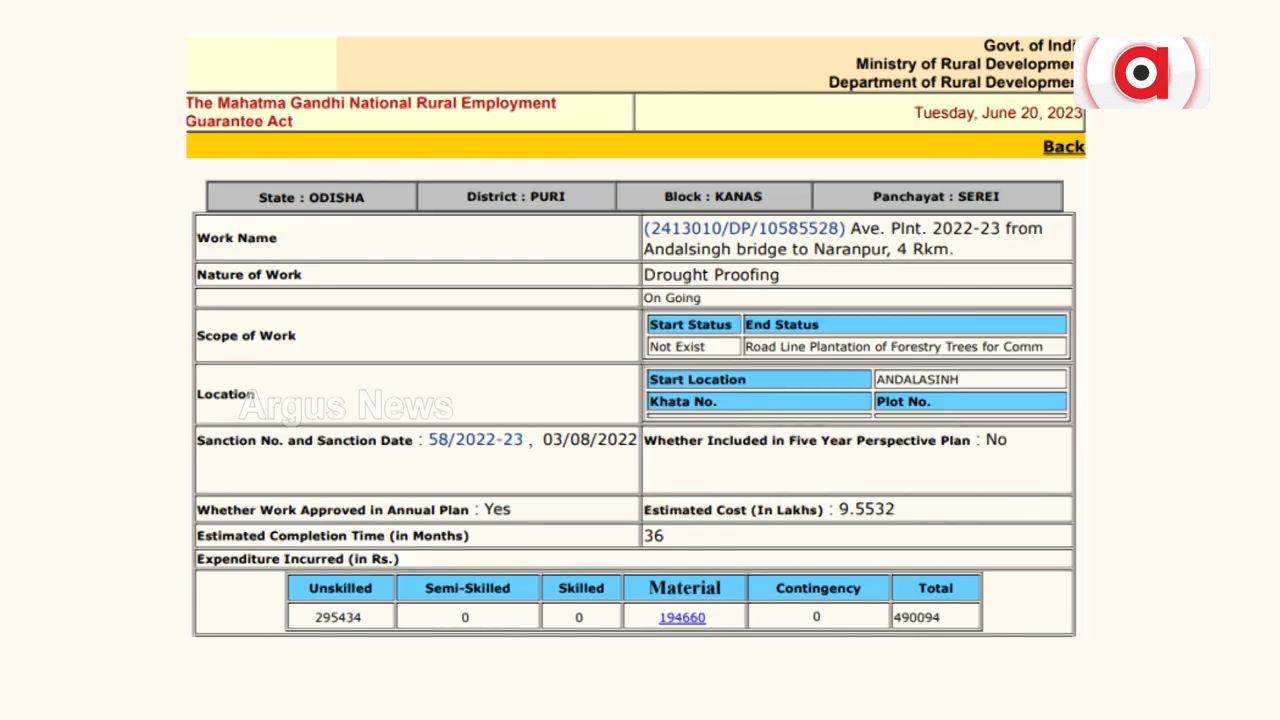 Govt. of Indi
Ministry of Rural Developmen
Department of Rural Developmen
a
The Mahatma Gandhi National Rural Employment
Guarantee Act
Tuesday, June 20, 2023
Back
State : ODISHA District : PURI Block : KANAS Panchayat : SEREI
Work Name
(2413010/DP/10585528) Ave. Plnt. 2022-23 from
Andalsingh bridge to Naranpur, 4 Rkm.
Nature of Work Drought Proofing
On Going
Scope of Work
Start Status End Status
Not Exist Road Line Plantation of Forestry Trees for Comm
Location
Start Location ANDALASINH
Khata No. Plot No.
Argus News
Sanction No. and Sanction Date : 58/2022-23 , 03/08/2022 Whether Included in Five Year Perspective Plan : No
Whether Work Approved in Annual Plan : Yes Estimated Cost (In Lakhs) : 9.5532
Estimated Completion Time (in Months) 36
Expenditure Incurred (in Rs.)
Unskilled Semi-Skilled Skilled Material Contingency Total
295434 0 0 194660 0 490094